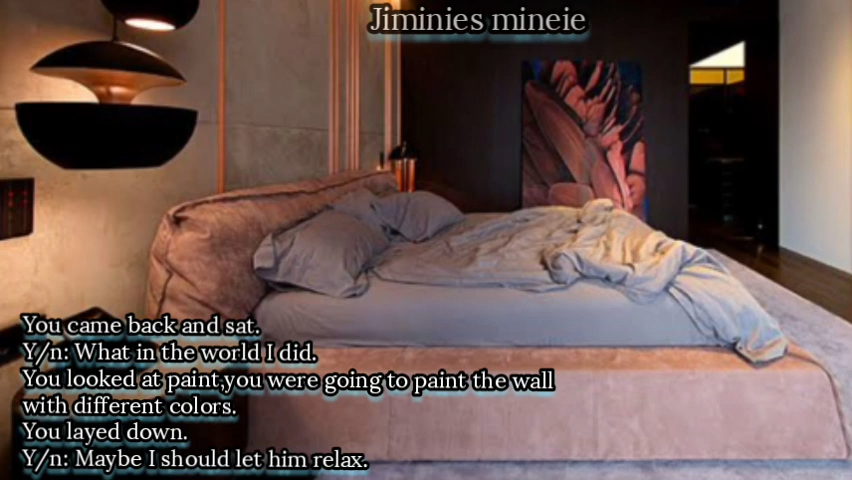 Jiminies mineie
You came back and sat.
Y/n: What in the world I did.
You looked at paint,you were going to paint the wall
with different colors.
You layed down.
Y/n: Maybe I should let him relax.